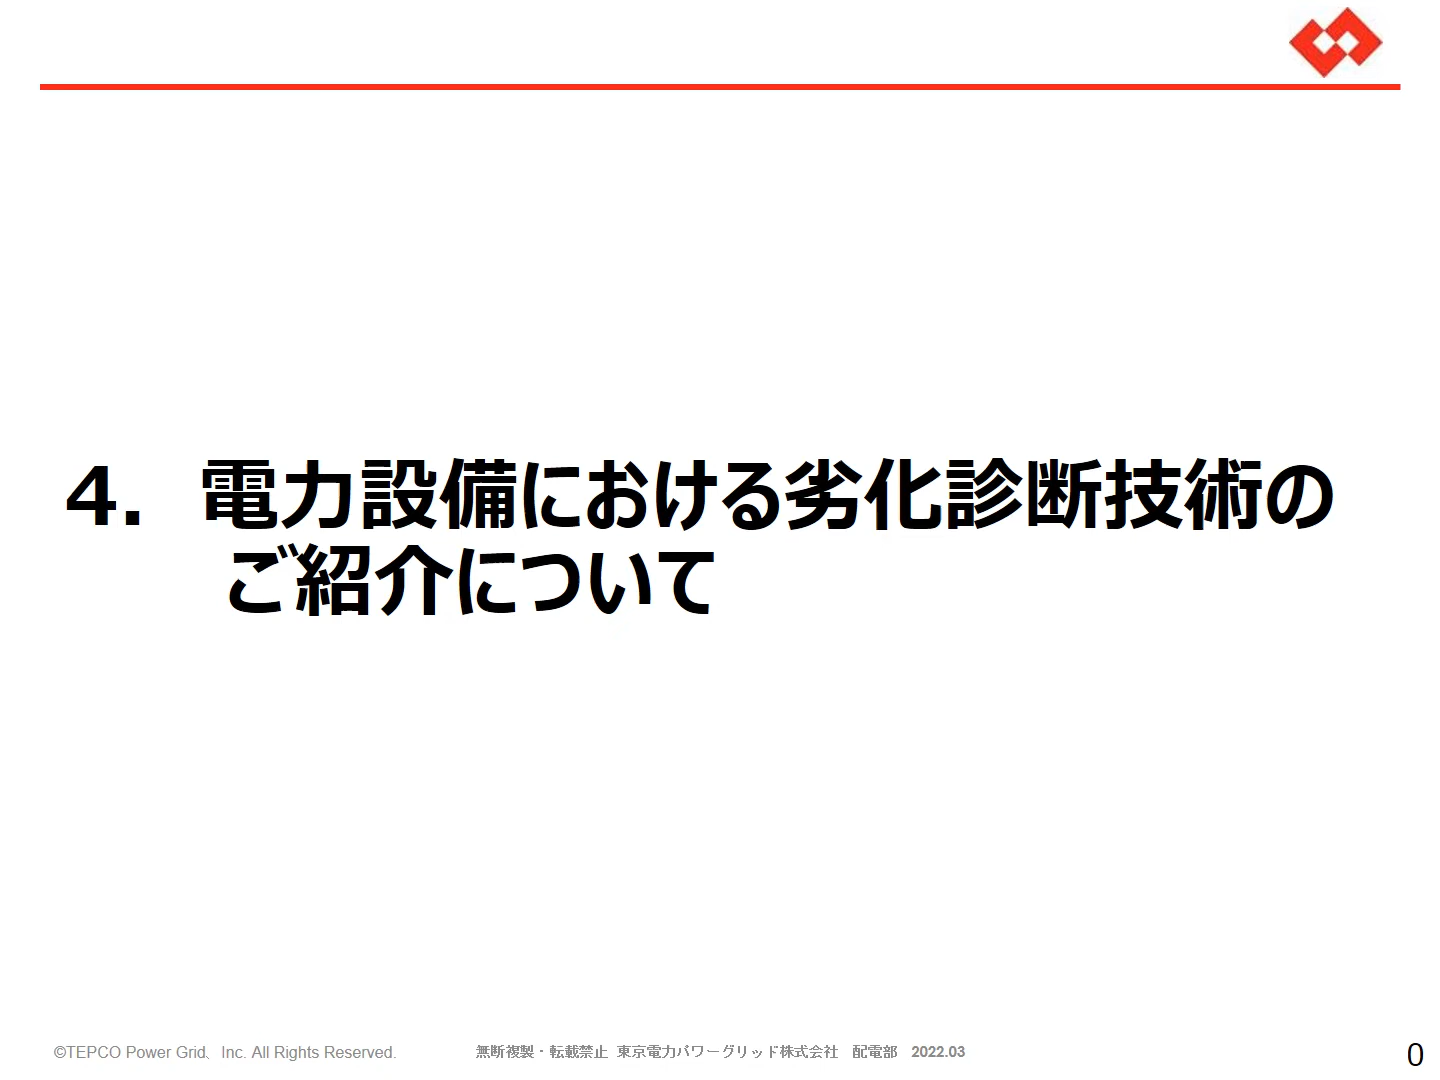 ４．電力設備における劣化診断技術の
ご紹介について
©TEPCO Power Grid、Inc. All Rights Reserved.
無断複製・転載禁止 東京電力パワーグリッド株式会社　配電部　2022.03
0